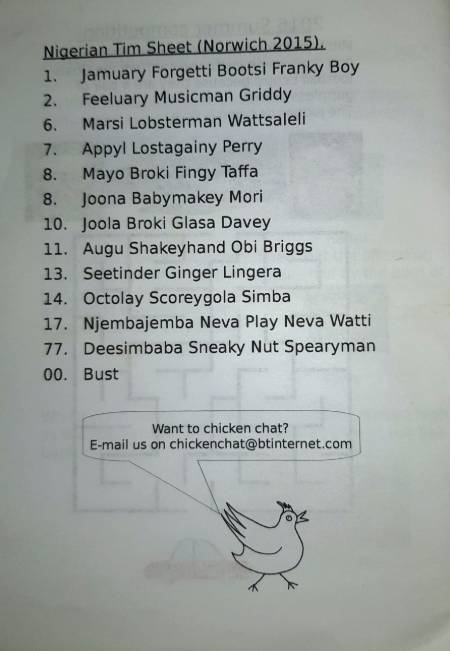 Nigerian Tim Sheet (Norwich 2015).
1. Jamuary Forgetti Bootsi Franky Boy
2. Feeluary Musicman Griddy
6. Marsi Lobsterman Wattsaleli
7. Appyl Lostagainy Perry
8. Mayo Broki Fingy Taffa
8. Joona Babymakey Mori
10. Joola Broki Glasa Davey
11. Augu Shakeyhand Obi Briggs
13. Seetinder Ginger Lingera
14. Octolay Scoreygola Simba
17. Njembajemba Neva Play Neva Watti
77. Deesimbaba Sneaky Nut Spearyman
00. Bust
Want to chicken chat?
E-mail us on chickenchat@btinternet.com